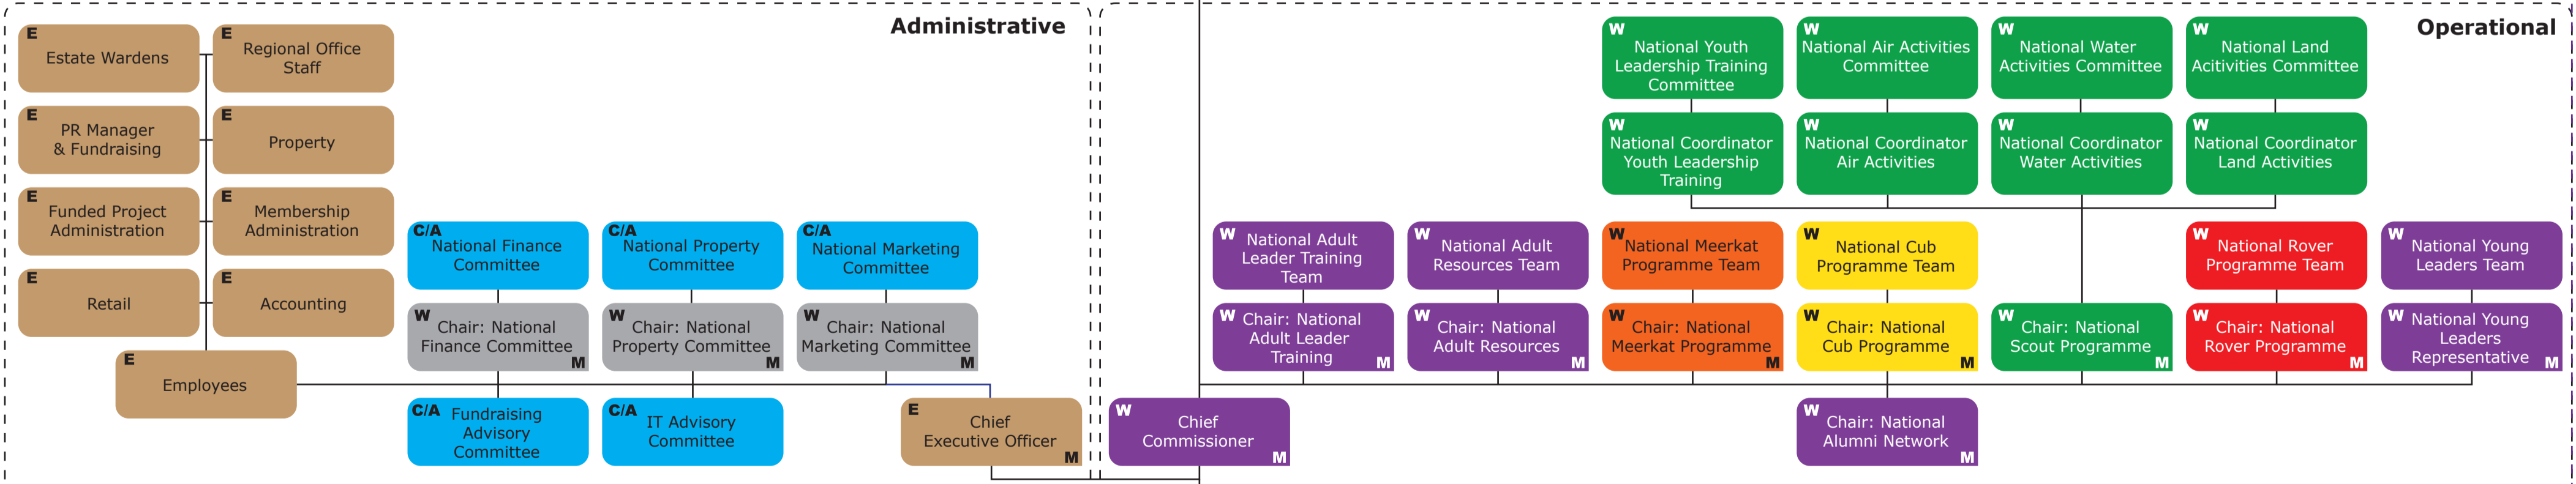 Administrative
E
Estate Wardens
E
Regional Office
Staff
E
PR Manager
& Fundraising
E
Property
E
Funded Project
Administration
E
Membership
Administration
E
Retail
E
Accounting
E
Employees
C/A
National Finance
Committee
C/A
National Property
Committee
C/A
National Marketing
Committee
W
Chair: National
Finance Committee
M
W
Chair: National
Property Committee
M
W
Chair: National
Marketing Committee
M
C/A
Fundraising
Advisory
Committee
C/A
IT Advisory
Committee
E
Chief
Executive Officer
M
Operational
W
National Youth
Leadership Training
Committee
W
National Air Activities
Committee
W
National Water
Activities Committee
W
National Land
Acitivities Committee
W
National Coordinator
Youth Leadership
Training
W
National Coordinator
Air Activities
W
National Coordinator
Water Activities
W
National Coordinator
Land Activities
W
National Adult
Leader Training
Team
W
National Adult
Resources Team
W
National Meerkat
Programme Team
W
National Cub
Programme Team
W
National Rover
Programme Team
W
National Young
Leaders Team
W
Chair: National
Adult Leader
Training
M
W
Chair: National
Adult Resources
M
W
Chair: National
Meerkat Programme
M
W
Chair: National
Cub Programme
M
W
Chair: National
Scout Programme
M
W
Chair: National
Rover Programme
M
W
National Young
Leaders
Representative
M
W
Chief
Commissioner
M
W
Chair: National
Alumni Network
M